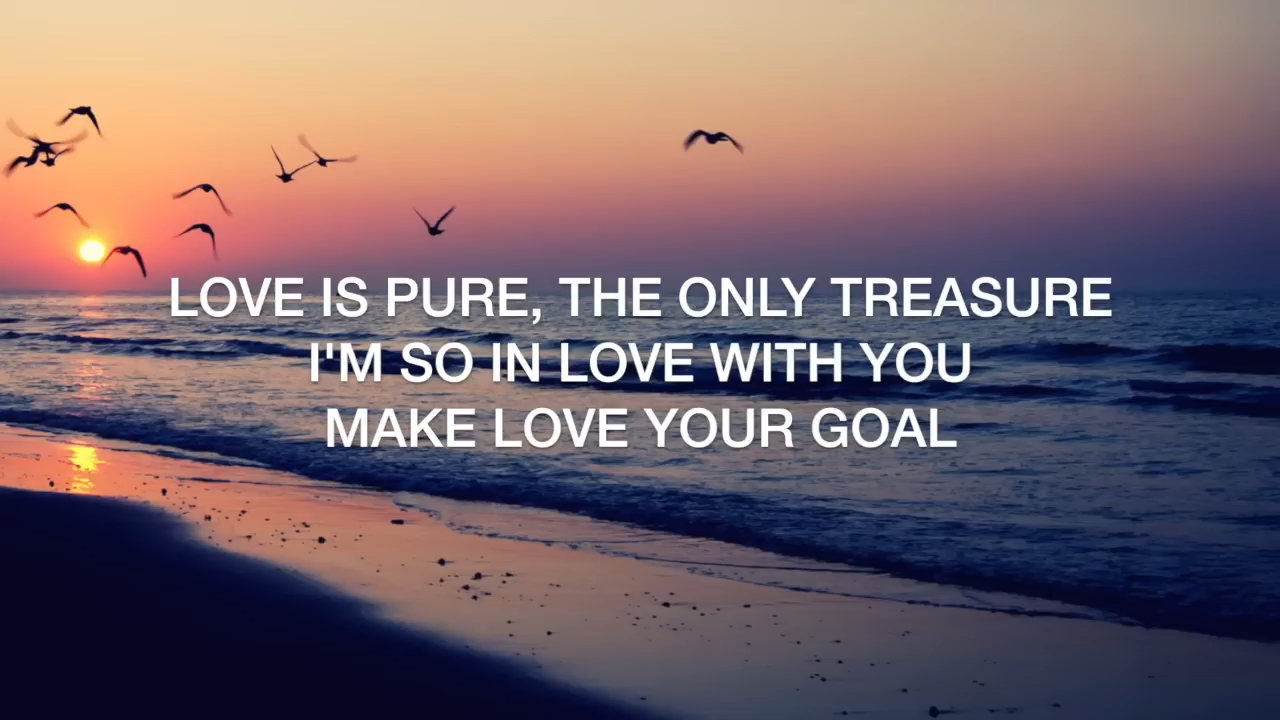 LOVE IS PURE, THE ONLY TREASURE
I'M SO IN LOVE WITH YOU
MAKE LOVE YOUR GOAL